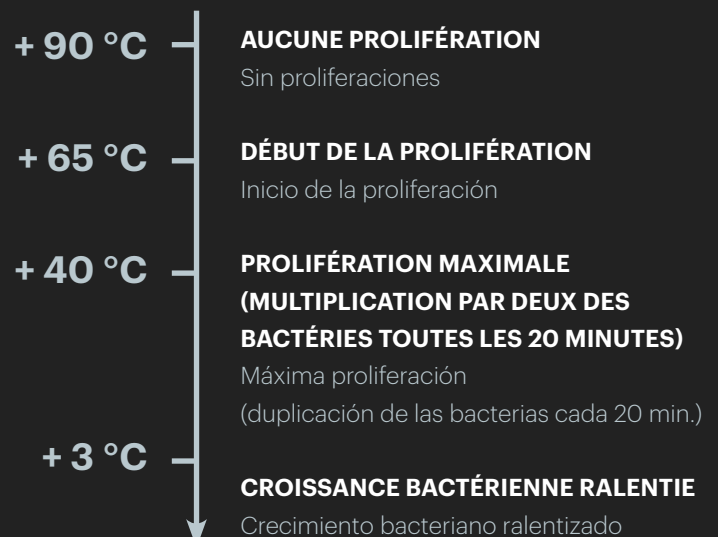 + 90 °C
AUCUNE PROLIFÉRATION
Sin proliferaciones
+ 65 °C
DÉBUT DE LA PROLIFÉRATION
Inicio de la proliferación
+ 40 °C
PROLIFÉRATION MAXIMALE
(MULTIPLICATION PAR DEUX DES
BACTÉRIES TOUTES LES 20 MINUTES)
Máxima proliferación
(duplicación de las bacterias cada 20 min.)
+ 3 °C
CROISSANCE BACTÉRIENNE RALENTIE
Crecimiento bacteriano ralentizado